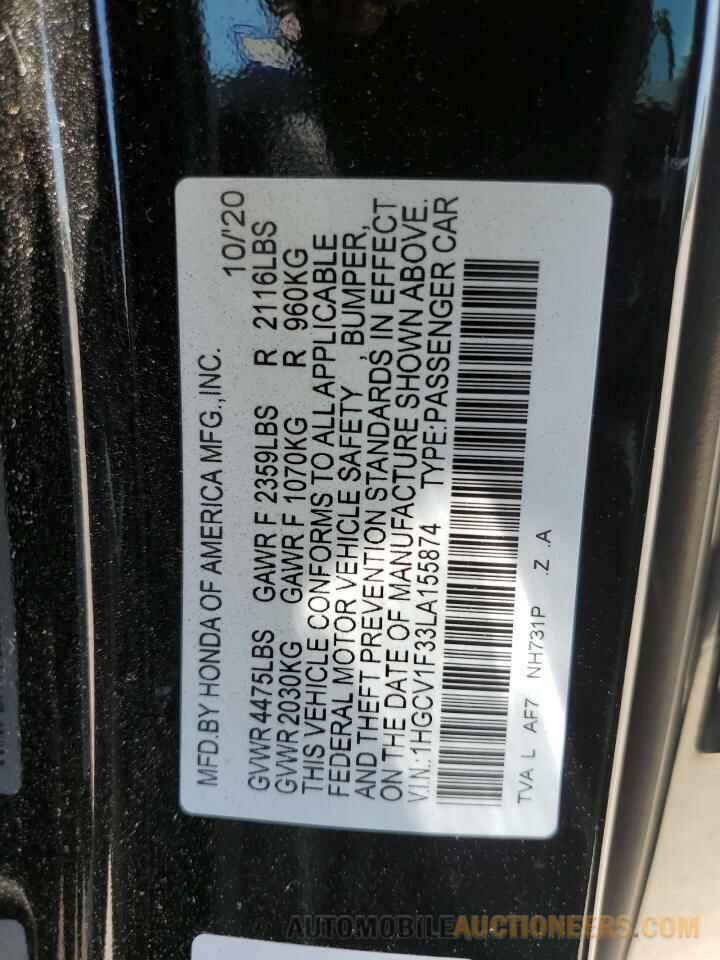 MFD.BY HONDA OF AMERICA MFG.,INC. 10/'20
GVWR 4475LBS GAWR F 2359LBS R 2116LBS
GVWR 2030KG GAWR F 1070KG R 960KG
THIS VEHICLE CONFORMS TO ALL APPLICABLE
FEDERAL MOTOR VEHICLE SAFETY , BUMPER,
AND THEFT PREVENTION STANDARDS, IN EFFECT
ON THE DATE OF MANUFACTURE SHOWN ABOVE.
V.I.N.: 1HGCV1F33LA155874 TYPE:PASSENGER CAR
TVA L AF7 NH731P .Z .A
AUTOMOBILEAUCTIONEERS.COM